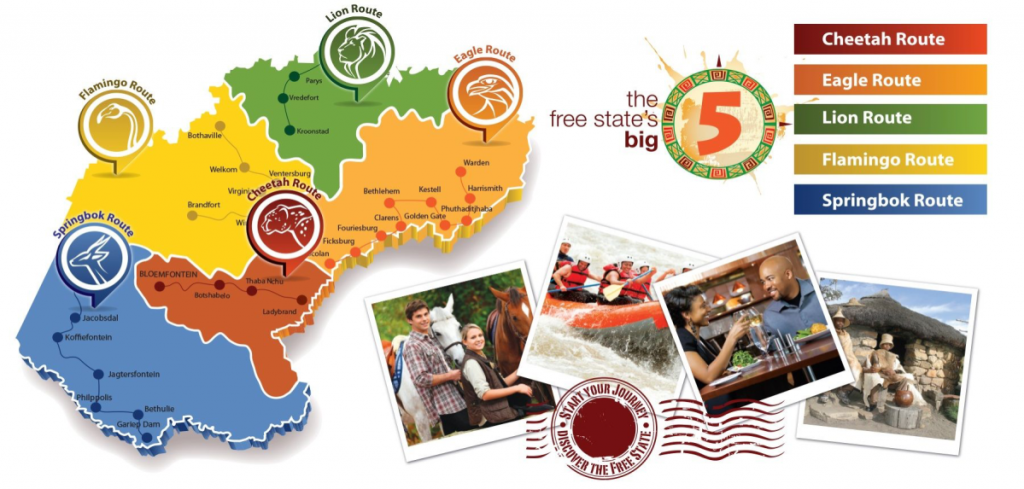 Lion Route
Eagle Route
Flamingo Route
Cheetah Route
Springbok Route
Parys
Vredefort
Kroonstad
Bothaville
Welkom
Ventersburg
Brandfort
Warden
Harrismith
Phuthaditjhaba
Golden Gate
Kestell
Bethlehem
Clarens
Fouriesburg
Ficksburg
BLOEMFONTEIN
Botshabelo
Thaba Nchu
Ladybrand
Jacobsdal
Koffiefontein
Jagtersfontein
Philppolis
Bethulle
Gariep Dam
the
free state's
big
5
Cheetah Route
Eagle Route
Lion Route
Flamingo Route
Springbok Route
START YOUR JOURNEY
DISCOVER THE FREE STATE